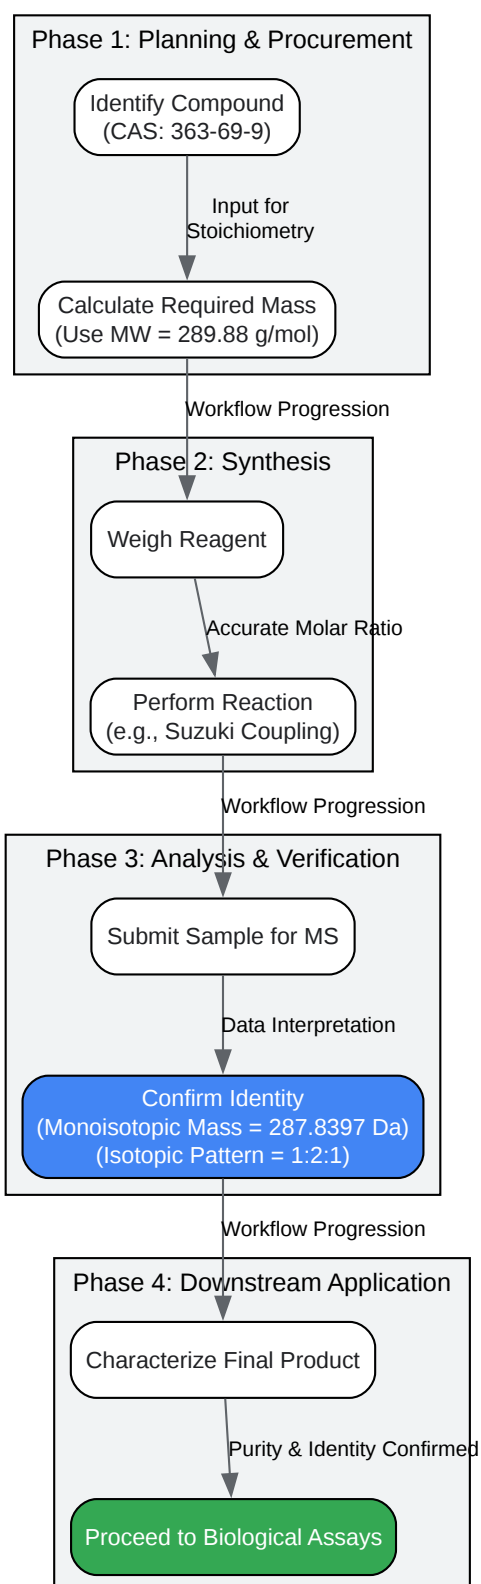 Phase 1: Planning & Procurement
Identify Compound
(CAS: 363-69-9)
Input for
Stoichiometry
Calculate Required Mass
(Use MW = 289.88 g/mol)
Workflow Progression
Phase 2: Synthesis
Weigh Reagent
Accurate Molar Ratio
Perform Reaction
(e.g., Suzuki Coupling)
Workflow Progression
Phase 3: Analysis & Verification
Submit Sample for MS
Data Interpretation
Confirm Identity
(Monoisotopic Mass = 287.8397 Da)
(Isotopic Pattern = 1:2:1)
Workflow Progression
Phase 4: Downstream Application
Characterize Final Product
Purity & Identity Confirmed
Proceed to Biological Assays